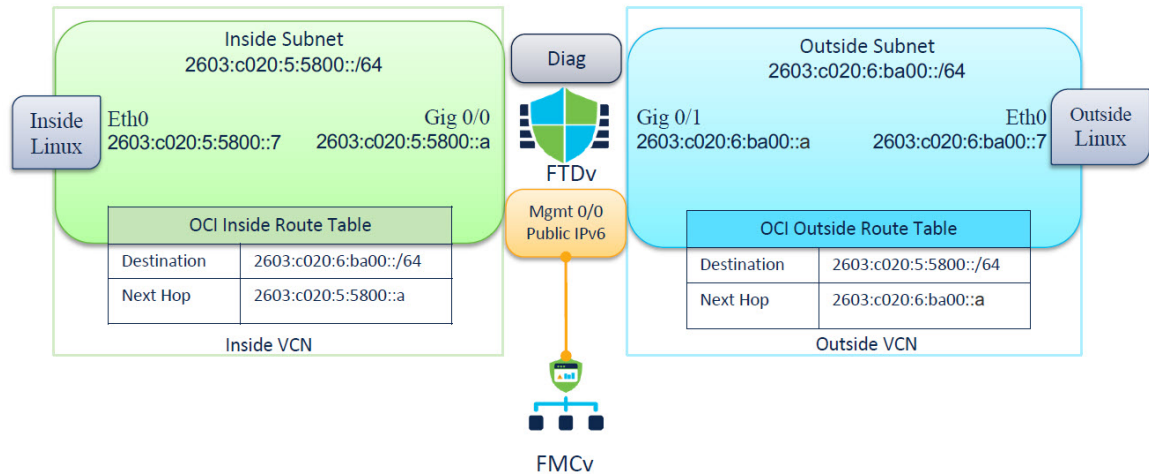 Inside Subnet
2603:c020:5:5800::/64
Inside
Linux
Eth0
2603:c020:5:5800::7
Gig 0/0
2603:c020:5:5800::a
OCI Inside Route Table
Destination
2603:c020:6:ba00::/64
Next Hop
2603:c020:5:5800::a
Inside VCN
Diag
FTDv
Mgmt 0/0
Public IPv6
FMCv
Outside Subnet
2603:c020:6:ba00::/64
Gig 0/1
2603:c020:6:ba00::a
Eth0
2603:c020:6:ba00::7
Outside
Linux
OCI Outside Route Table
Destination
2603:c020:5:5800::/64
Next Hop
2603:c020:6:ba00::a
Outside VCN